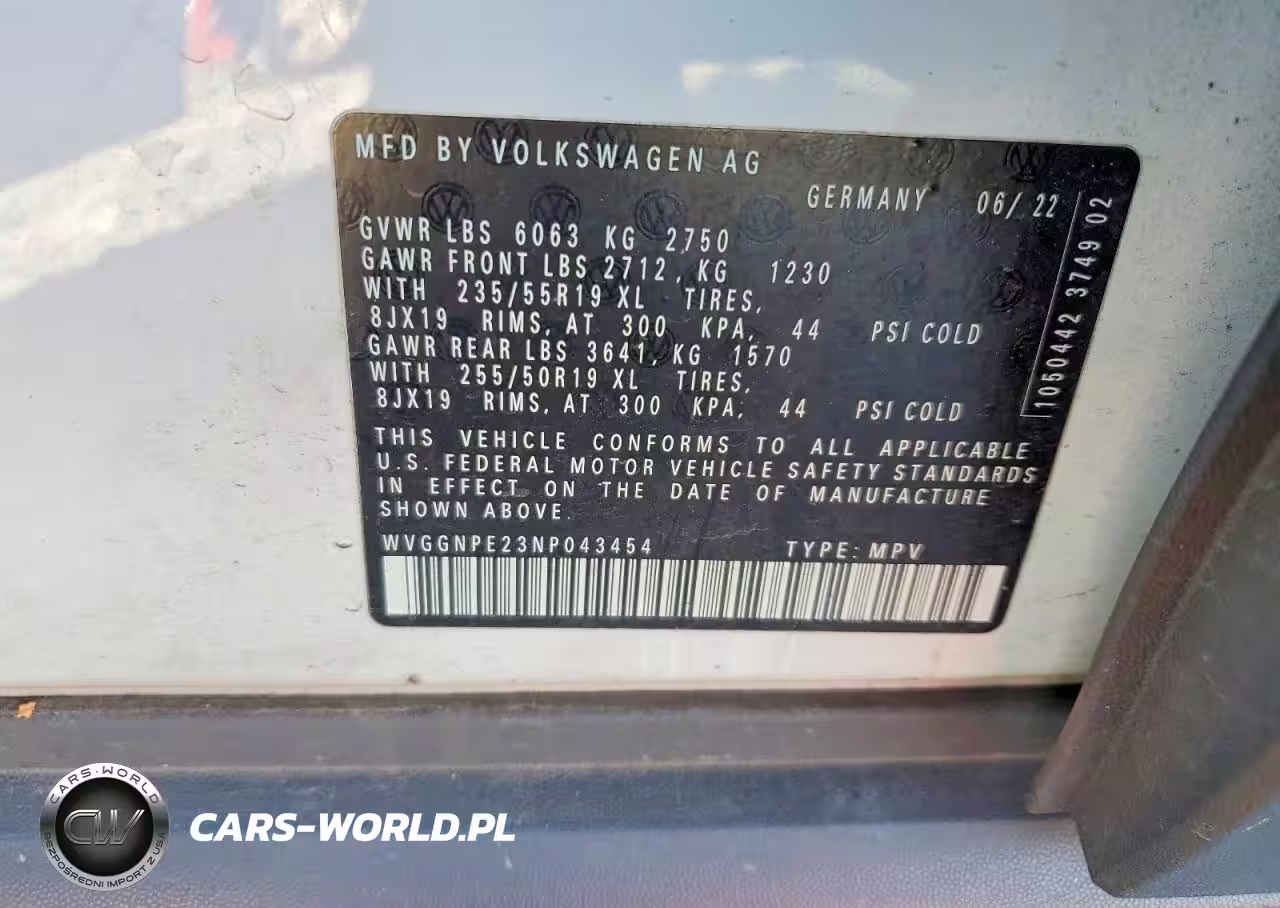 MFD BY VOLKSWAGEN AG
GERMANY 06/22
GVWR LBS 6063 KG 2750
GAWR FRONT LBS 2712, KG 1230
WITH 235/55R19 XL TIRES,
8JX19 RIMS, AT 300 KPA, 44 PSI COLD
GAWR REAR LBS 3641, KG 1570
WITH 255/50R19 XL TIRES,
8JX19 RIMS, AT 300 KPA, 44 PSI COLD
THIS VEHICLE CONFORMS TO ALL APPLICABLE
U.S. FEDERAL MOTOR VEHICLE SAFETY STANDARDS
IN EFFECT ON THE DATE OF MANUFACTURE
SHOWN ABOVE.
WVGGNPE23NP043454 TYPE: MPV
1050442 3749 02
CARS-WORLD
CW
BEZPOŚREDNI IMPORT Z USA
CARS-WORLD.PL